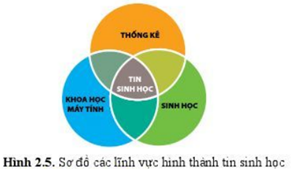 THỐNG KÊ
TIN
SINH HỌC
KHOA HỌC
MÁY TÍNH
SINH HỌC
Hình 2.5. Sơ đồ các lĩnh vực hình thành tin sinh học